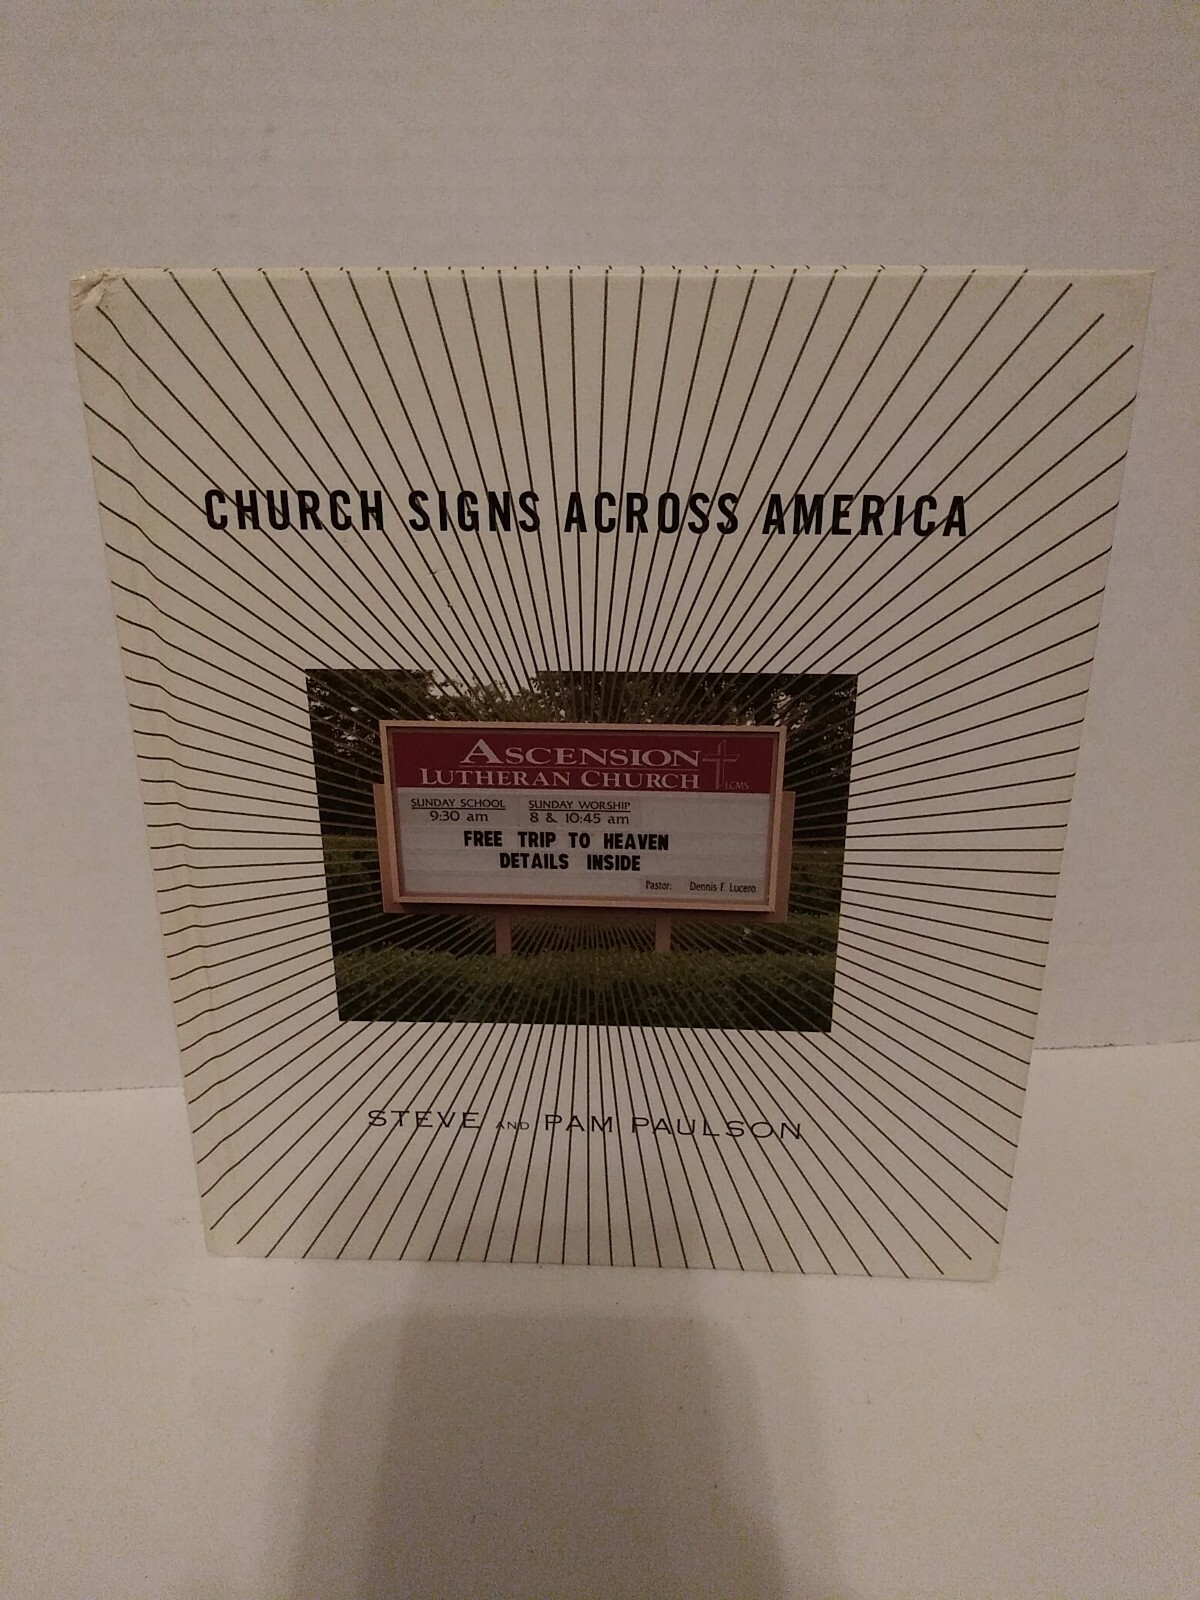 CHURCH SIGNS ACROSS AMERICA
ASCENSION
LUTHERAN CHURCH
LCMS
SUNDAY SCHOOL
9:30 am
SUNDAY WORSHIP
8 & 10:45 am
FREE TRIP TO HEAVEN
DETAILS INSIDE
Pastor: Dennis F. Lucero
STEVE AND PAM PAULSON